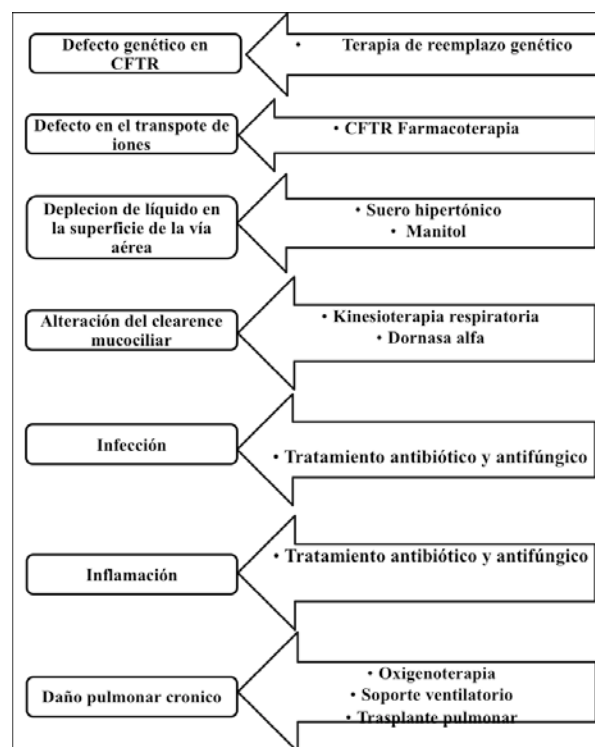 Defecto genético en
CFTR
• Terapia de reemplazo genético
Defecto en el transpote de
iones
• CFTR Farmacoterapia
Deplecion de líquido en
la superficie de la vía
aérea
• Suero hipertónico
• Manitol
Alteración del clearence
mucociliar
• Kinesioterapia respiratoria
• Dornasa alfa
Infección
• Tratamiento antibiótico y antifúngico
Inflamación
• Tratamiento antibiótico y antifúngico
Daño pulmonar cronico
• Oxigenoterapia
• Soporte ventilatorio
• Trasplante pulmonar